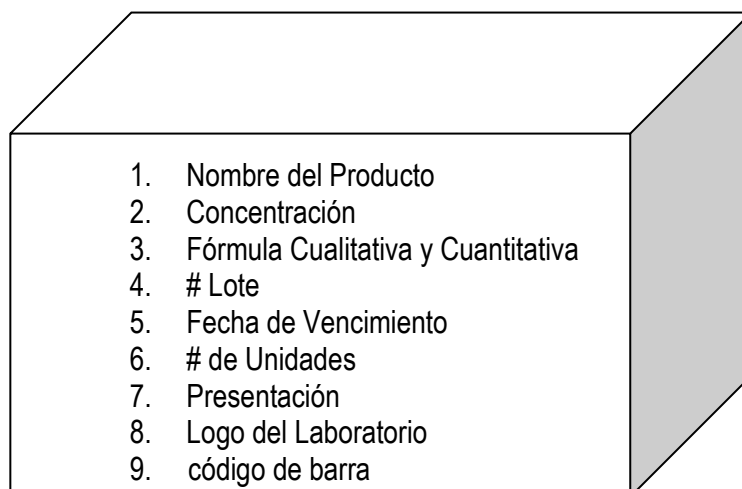 1. Nombre del Producto
2. Concentración
3. Fórmula Cualitativa y Cuantitativa
4. # Lote
5. Fecha de Vencimiento
6. # de Unidades
7. Presentación
8. Logo del Laboratorio
9. código de barra